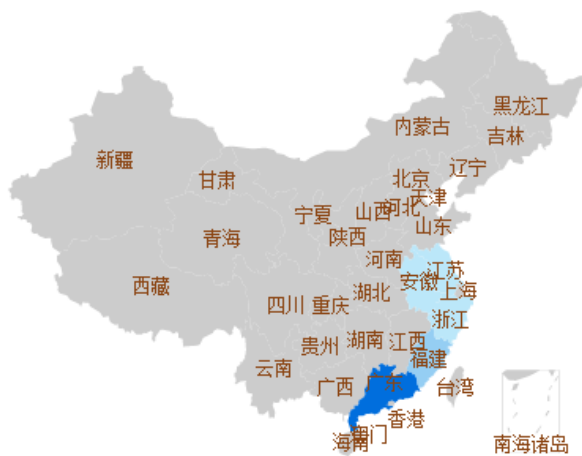 黑龙江
内蒙古
吉林
新疆
辽宁
甘肃
北京
天津
河北
山西
宁夏
山东
陕西
青海
河南
江苏
安徽
西藏
上海
湖北
四川
重庆
浙江
湖南
江西
贵州
福建
云南
广东
广西
台湾
香港
澳门
海南
南海诸岛